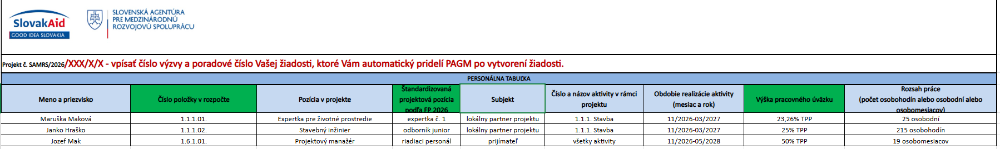 SlovakAid
GOOD IDEA SLOVAKIA
SLOVENSKÁ AGENTÚRA
PRE MEDZINÁRODNÚ
ROZVOJOVÚ SPOLUPRÁCU
Projekt č. SAMRS/2026/XXX/X/X - vpísať číslo výzvy a poradové číslo Vašej žiadosti, ktoré Vám automatický pridelí PAGM po vytvorení žiadosti.
PERSONÁLNA TABUĽKA
Meno a priezvisko
Číslo položky v rozpočte
Pozícia v projekte
Štandardizovaná
projektová pozícia
podľa FP 2026
Subjekt
Číslo a názov aktivity v rámci
projektu
Obdobie realizácie aktivity
(mesiac a rok)
Výška pracovného úväzku
Rozsah práce
(počet osobohodín alebo osobodní alebo
osobomesiacov)
Maruška Maková 1.1.1.01. Expertka pre životné prostredie expertka č. 1 lokálny partner projektu 1.1.1. Stavba 11/2026-03/2027 23,26% TPP 25 osobodní
Janko Hraško 1.1.1.02. Stavebný inžinier odborník junior lokálny partner projektu 1.1.1. Stavba 11/2026-03/2027 25% TPP 215 osobohodín
Jozef Mak 1.6.1.01. Projektový manažér riadiaci personál prijímateľ všetky aktivity 11/2026-05/2028 50% TPP 19 osobomesiacov